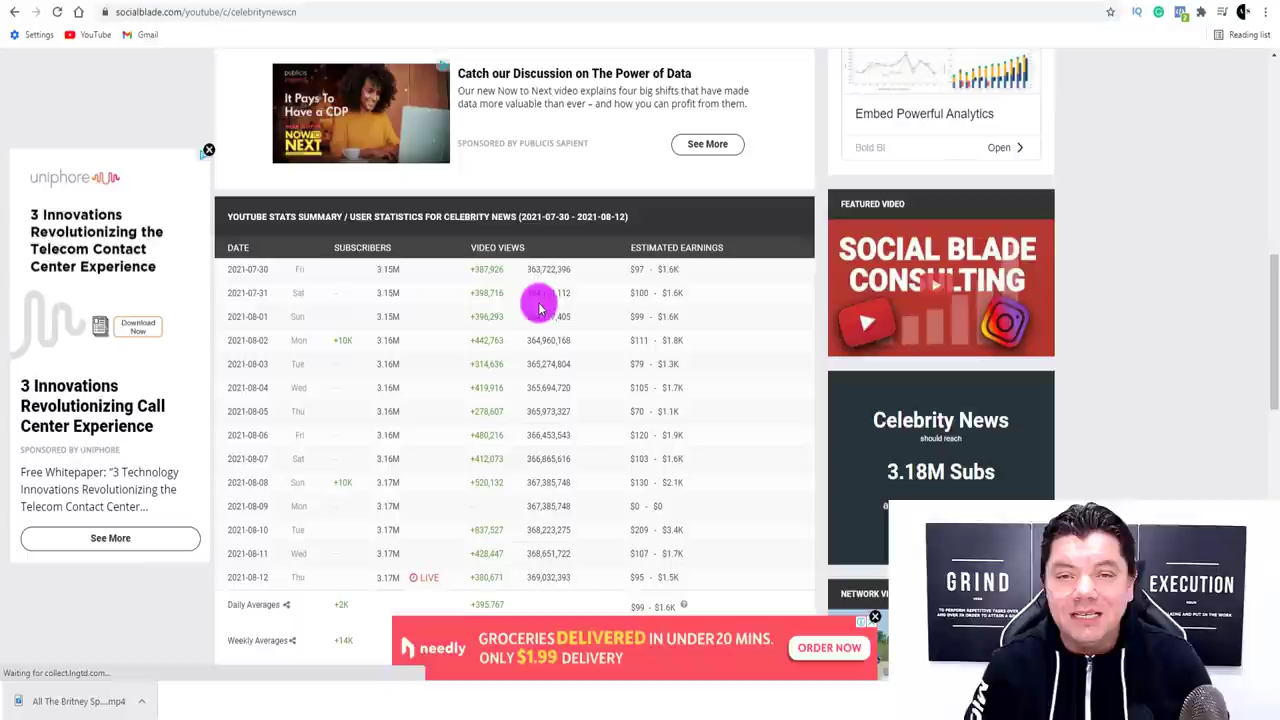 socialblade.com/youtube/c/celebritynewscn
Settings
YouTube
Gmail
Reading list
publicis
sapient
It Pays To
Have a CDP
NOW TO
NEXT
Catch our Discussion on The Power of Data
Our new Now to Next video explains four big shifts that have made
data more valuable than ever – and how you can profit from them.
SPONSORED BY PUBLICIS SAPIENT
See More
Embed Powerful Analytics
Bold BI
Open
uniphore
3 Innovations
Revolutionizing the
Telecom Contact
Center Experience
Download
Now
3 Innovations
Revolutionizing Call
Center Experience
SPONSORED BY UNIPHORE
Free Whitepaper: "3 Technology
Innovations Revolutionizing the
Telecom Contact Center...
See More
YOUTUBE STATS SUMMARY / USER STATISTICS FOR CELEBRITY NEWS (2021-07-30 - 2021-08-12)
DATE SUBSCRIBERS VIDEO VIEWS ESTIMATED EARNINGS
2021-07-30 Fri 3.15M +387,926 363,722,396 $97 - $1.6K
2021-07-31 Sat -- 3.15M +398,716 112 $100 - $1.6K
2021-08-01 Sun -- 3.15M +396,293 405 $99 - $1.6K
2021-08-02 Mon +10K 3.16M +442,763 364,960,168 $111 - $1.8K
2021-08-03 Tue -- 3.16M +314,636 365,274,804 $79 - $1.3K
2021-08-04 Wed -- 3.16M +419,916 365,694,720 $105 - $1.7K
2021-08-05 Thu -- 3.16M +278,607 365,973,327 $70 - $1.1K
2021-08-06 Fri -- 3.16M +480,216 366,453,543 $120 - $1.9K
2021-08-07 Sat -- 3.16M +412,073 366,865,616 $103 - $1.6K
2021-08-08 Sun +10K 3.17M +520,132 367,385,748 $130 - $2.1K
2021-08-09 Mon -- 3.17M -- 367,385,748 $0 - $0
2021-08-10 Tue -- 3.17M +837,527 368,223,275 $209 - $3.4K
2021-08-11 Wed -- 3.17M +428,447 368,651,722 $107 - $1.7K
2021-08-12 Thu 3.17M LIVE +380,671 369,032,393 $95 - $1.5K
Daily Averages +2K +395.767 $99 - $1.6K
Weekly Averages +14K
FEATURED VIDEO
SOCIAL BLADE
CONSULTING
Celebrity News
should reach
3.18M Subs
NETWORK
needly
GROCERIES DELIVERED IN UNDER 20 MINS.
ONLY $1.99 DELIVERY
ORDER NOW
GRIND
EXECUTION
Waiting for collect.lngtd.com...
All The Britney Sp....mp4